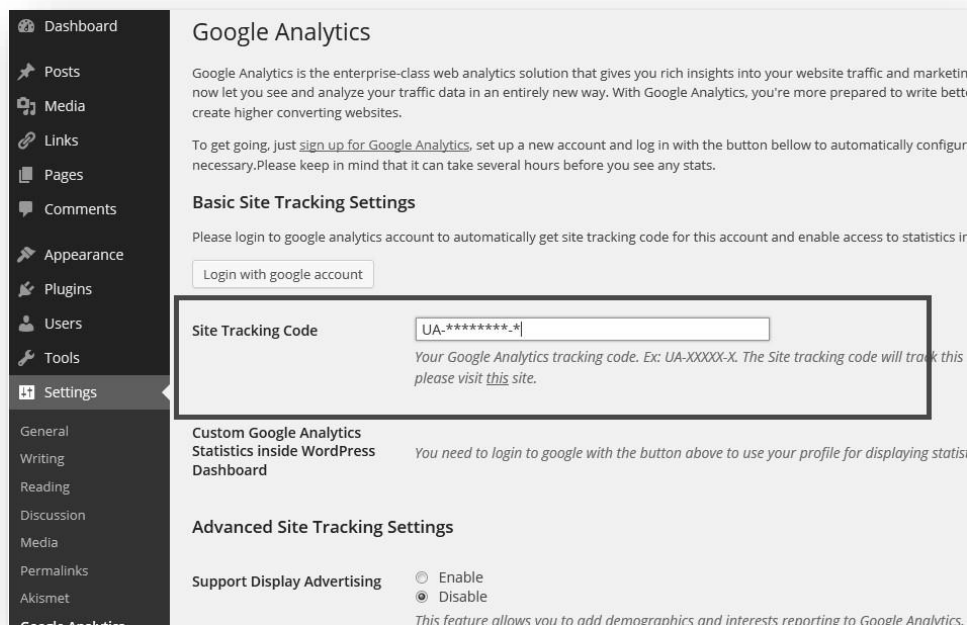 Dashboard
Posts
Media
Links
Pages
Comments
Appearance
Plugins
Users
Tools
Settings
General
Writing
Reading
Discussion
Media
Permalinks
Akismet
Google Analytics
Google Analytics
Google Analytics is the enterprise-class web analytics solution that gives you rich insights into your website traffic and
now let you see and analyze your traffic data in an entirely new way. With Google Analytics, you're more prepared to write
create higher converting websites.
To get going, just sign up for Google Analytics, set up a new account and log in with the button bellow to automatically
necessary.Please keep in mind that it can take several hours before you see any stats.
Basic Site Tracking Settings
Please login to google analytics account to automatically get site tracking code for this account and enable access to statistics
Login with google account
Site Tracking Code
UA-********-*
Your Google Analytics tracking code. Ex: UA-XXXXX-X. The Site tracking code will track this
please visit this site.
Custom Google Analytics
Statistics inside WordPress
Dashboard
You need to login to google with the button above to use your profile for displaying
Advanced Site Tracking Settings
Support Display Advertising
Enable
Disable
This feature allows you to add demographics and interests reporting to Google Analytics.